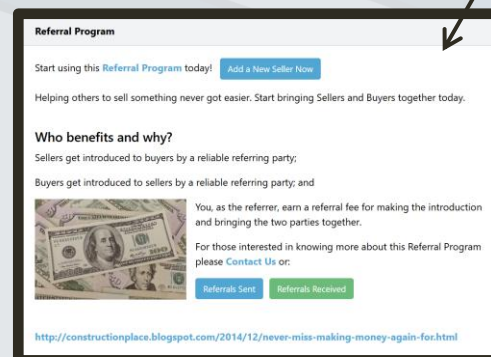 Referral Program
Start using this Referral Program today! Add a New Seller Now
Helping others to sell something never got easier. Start bringing Sellers and Buyers together today.
Who benefits and why?
Sellers get introduced to buyers by a reliable referring party;
Buyers get introduced to sellers by a reliable referring party; and
You, as the referrer, earn a referral fee for making the introduction
and bringing the two parties together.
For those interested in knowing more about this Referral Program
please Contact Us or:
Referrals Sent Referrals Received
http://constructionplace.blogspot.com/2014/12/never-miss-making-money-again-for.html